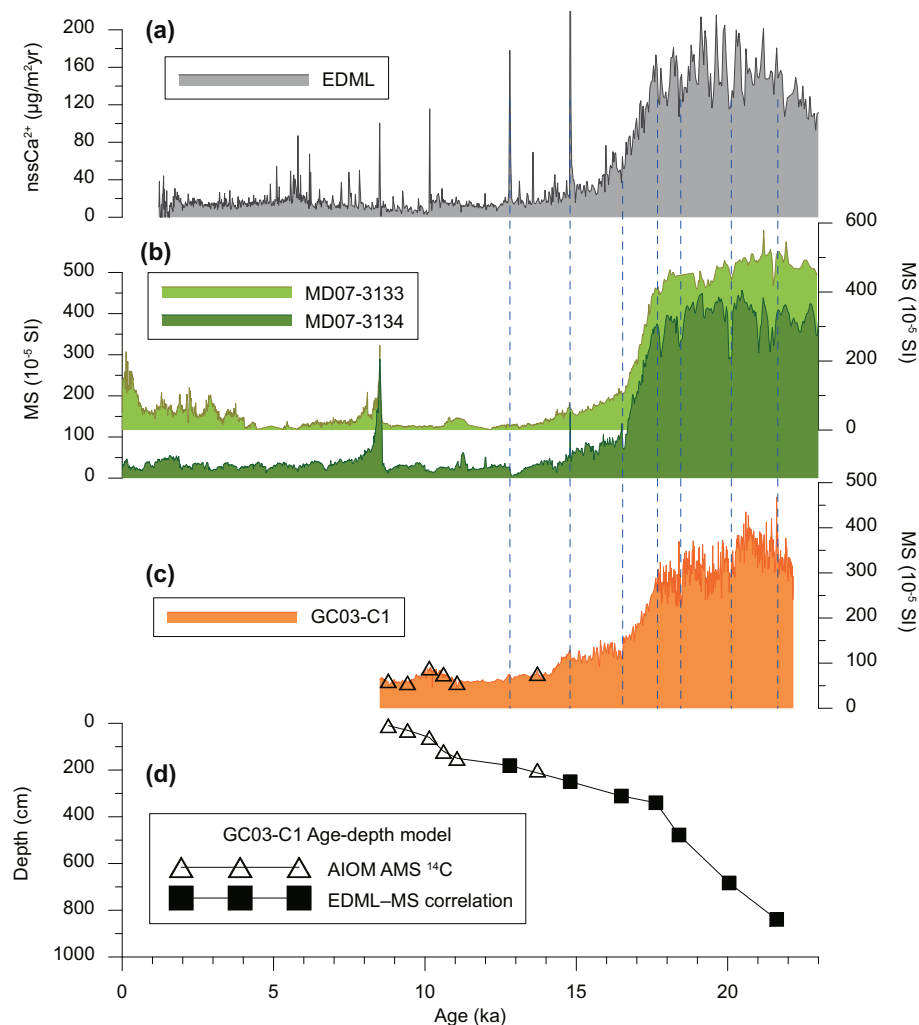 (a)
200
160
120
80
40
0
nssCa²⁺ (µg/m²yr)
EDML
(b)
500
400
300
200
100
0
MS (10⁻⁵ SI)
MD07-3133
MD07-3134
600
400
200
0
MS (10⁻⁵ SI)
(c)
GC03-C1
500
400
300
200
100
0
MS (10⁻⁵ SI)
(d)
0
200
400
600
800
1000
Depth (cm)
GC03-C1 Age-depth model
AIOM AMS ¹⁴C
EDML–MS correlation
0 5 10 15 20
Age (ka)